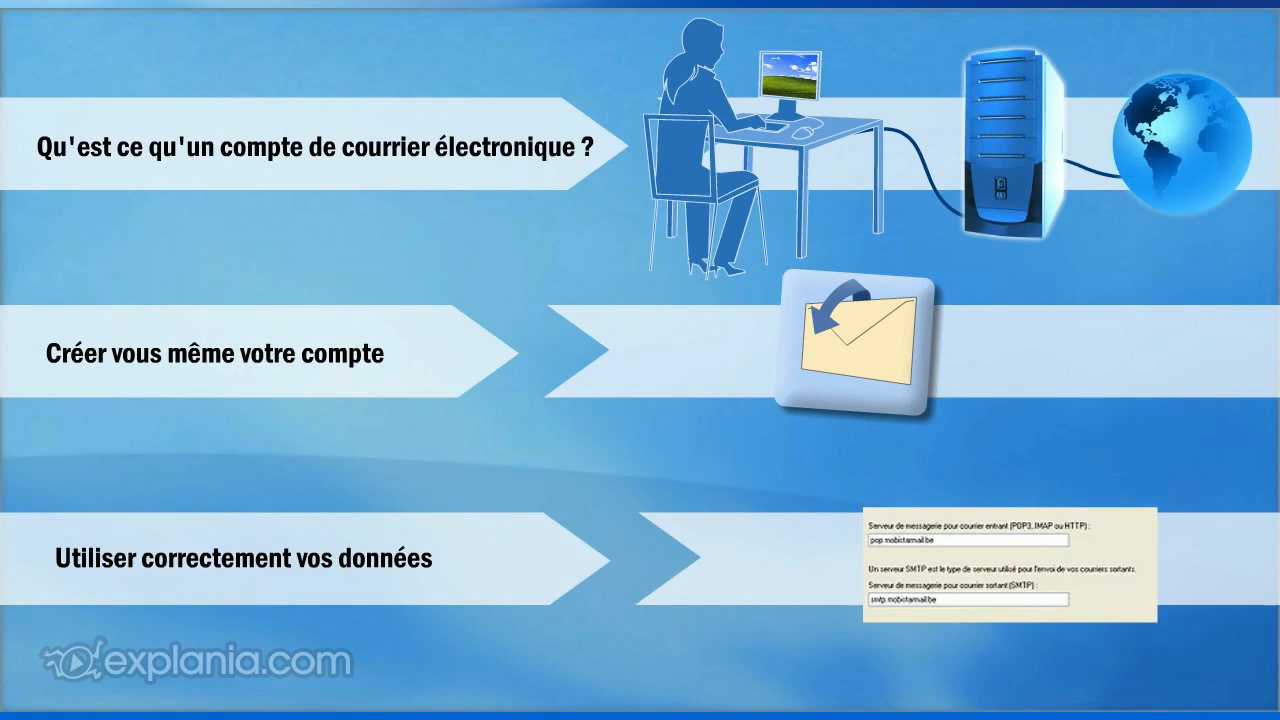 Qu'est ce qu'un compte de courrier électronique ?
Créer vous même votre compte
Utiliser correctement vos données
Serveur de messagerie pour courrier entrant (POP3, IMAP ou HTTP) :
pop.mobistarmail.be
Un serveur SMTP est le type de serveur utilisé pour l'envoi de vos courriers sortants.
Serveur de messagerie pour courrier sortant (SMTP) :
smtp.mobistarmail.be
explania.com